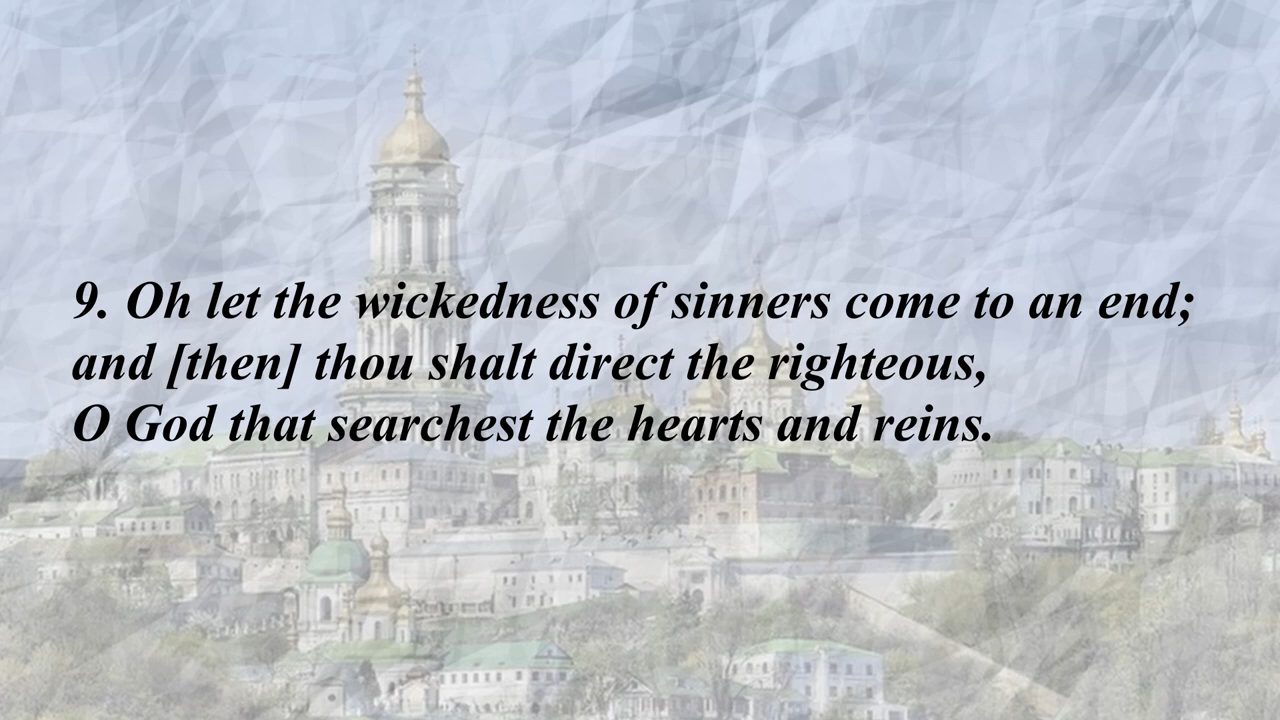 9. Oh let the wickedness of sinners come to an end;
and [then] thou shalt direct the righteous,
O God that searchest the hearts and reins.